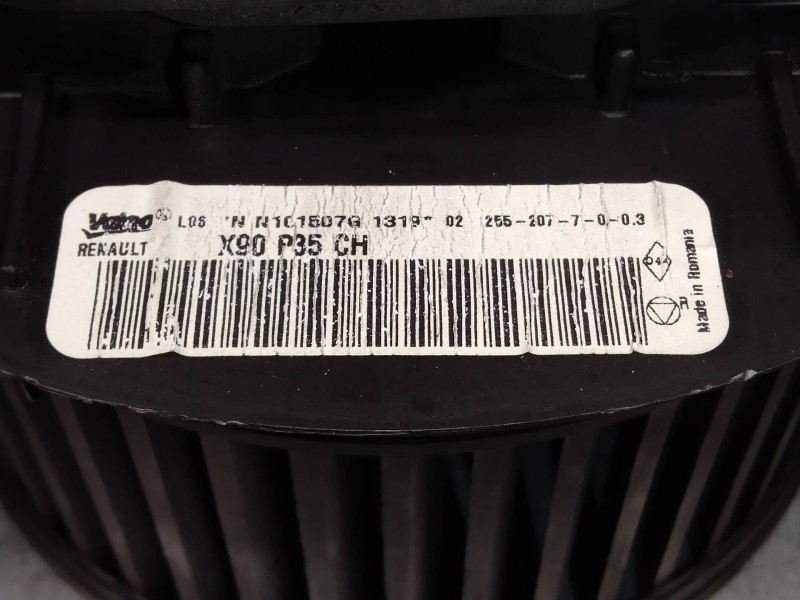 Valeo L06 *N N101507G 1319* 02 255-207-7-0-0.3
RENAULT X90 P35 CH
Made in Romania